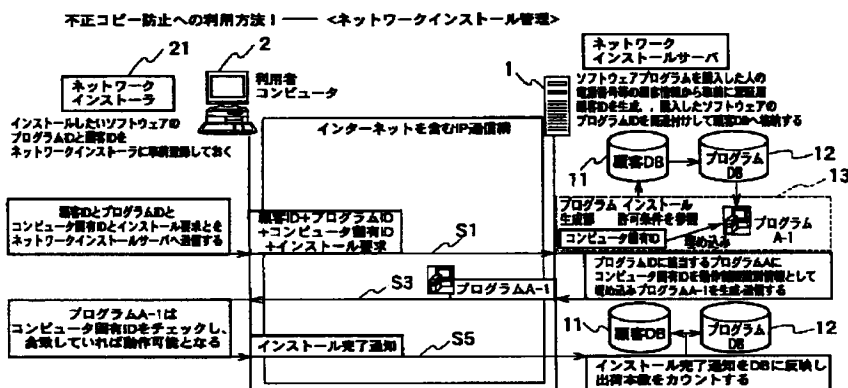 不正コピー防止への利用方法1 ── <ネットワークインストール管理>
21
ネットワーク
インストーラ
インストールしたいソフトウェアの
プログラムIDと顧客IDを
ネットワークインストーラに事前登録しておく
2
利用者
コンピュータ
1
ネットワーク
インストールサーバ
ソフトウェアプログラムを購入した人の
電話番号等の顧客情報から事前に認証用
顧客IDを生成、購入したソフトウェアの
プログラムIDを関連付けして顧客DBへ格納する
インターネットを含むIP通信網
11
顧客DB
プログラム
DB
12
13
顧客IDとプログラムIDと
コンピュータ固有IDとインストール要求とを
ネットワークインストールサーバへ送信する
顧客ID+プログラムID
+コンピュータ固有ID
+インストール要求
S1
プログラム
生成部
インストール
許可条件を参照
コンピュータ固有ID
埋め込み
プログラム
A-1
プログラムIDに該当するプログラムAに
コンピュータ固有IDを動作制限識別情報として
埋め込みプログラムA-1を生成・送信する
S3
プログラムA-1
プログラムA-1は
コンピュータ固有IDをチェックし、
合致していれば動作可能となる
インストール完了通知
S5
11
顧客DB
プログラム
DB
12
インストール完了通知をDBに反映し
出荷本数をカウントする